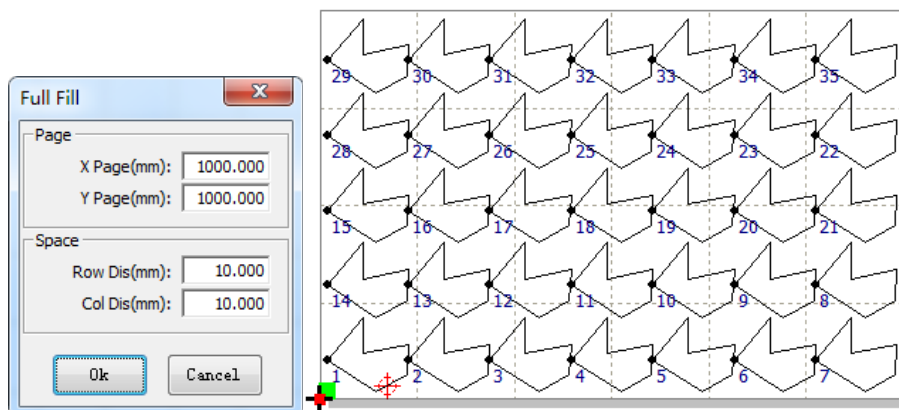 Full Fill
Page
X Page(mm): 1000.000
Y Page(mm): 1000.000
Space
Row Dis(mm): 10.000
Col Dis(mm): 10.000
Ok Cancel
29 30 31 32 33 34 35
28 27 26 25 24 23 22
15 16 17 18 19 20 21
14 13 12 11 10 9 8
1 2 3 4 5 6 7